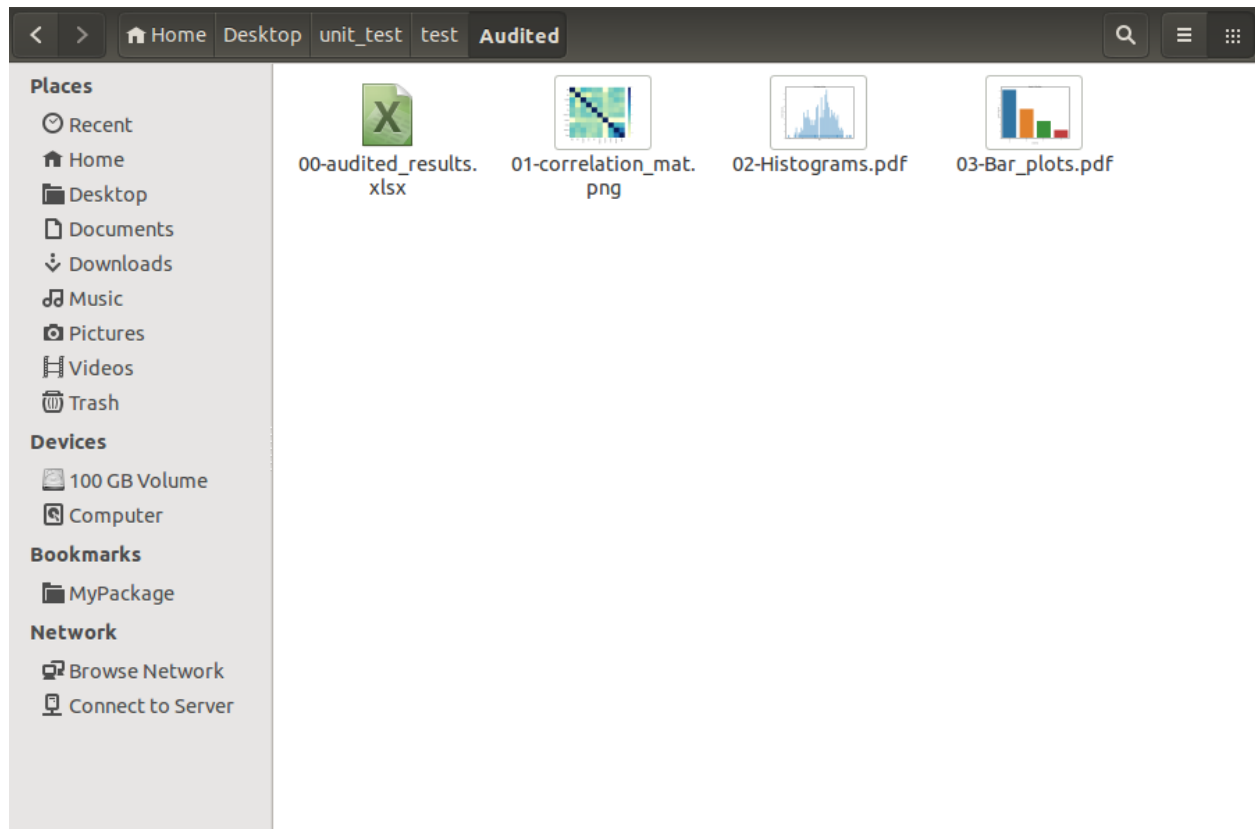 Home Desktop unit_test test Audited
Places
Recent
Home
Desktop
Documents
Downloads
Music
Pictures
Videos
Trash
Devices
100 GB Volume
Computer
Bookmarks
MyPackage
Network
Browse Network
Connect to Server
00-audited_results.
xlsx
01-correlation_mat.
png
02-Histograms.pdf
03-Bar_plots.pdf